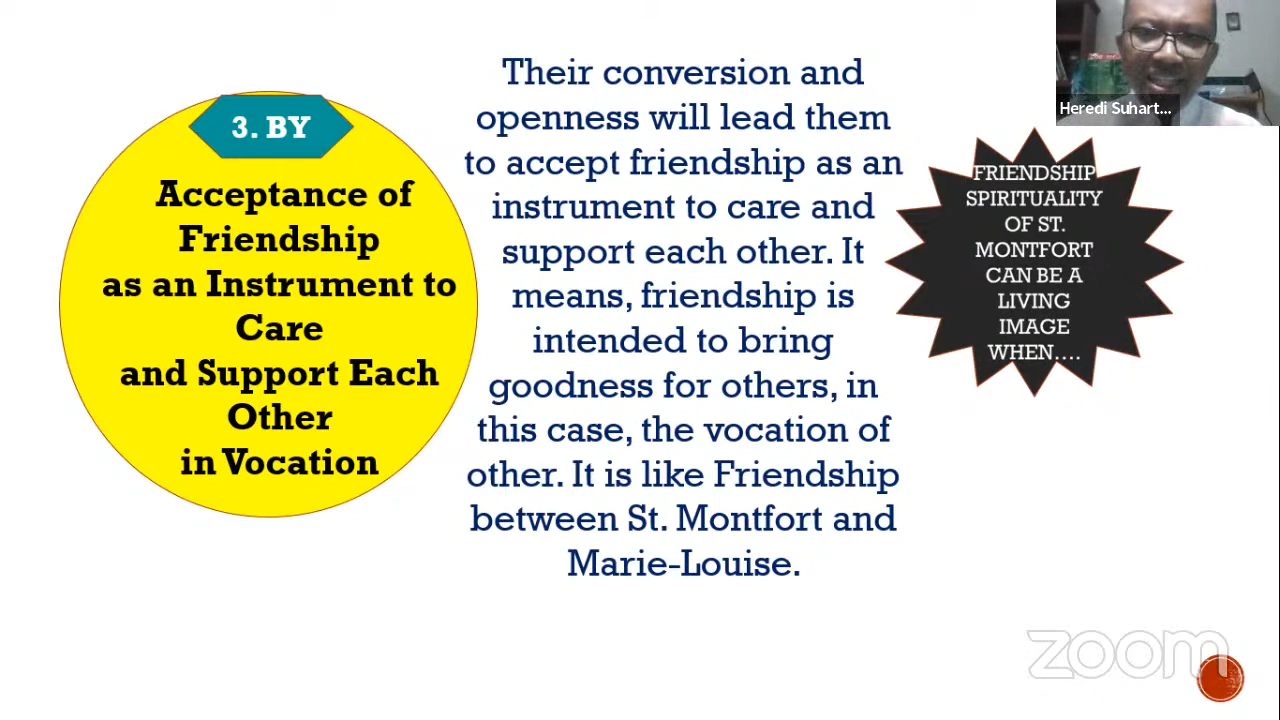 3. BY
Acceptance of
Friendship
as an Instrument to
Care
and Support Each
Other
in Vocation
Their conversion and
openness will lead them
to accept friendship as an
instrument to care and
support each other. It
means, friendship is
intended to bring
goodness for others, in
this case, the vocation of
other. It is like Friendship
between St. Montfort and
Marie-Louise.
Heredi Suhart...
FRIENDSHIP
SPIRITUALITY
OF ST.
MONTFORT
CAN BE A
LIVING
IMAGE
WHEN....
zoom